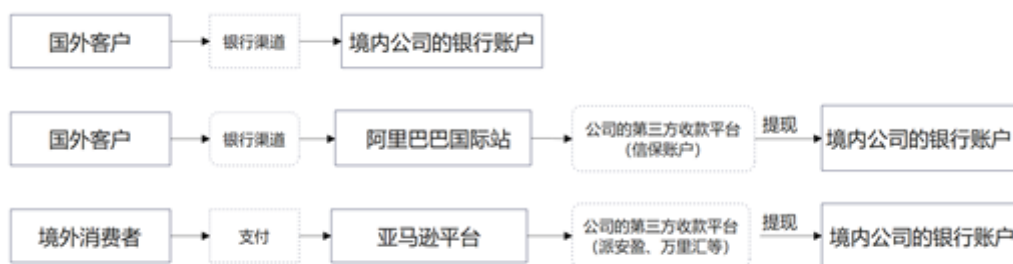 国外客户 银行渠道 境内公司的银行账户
国外客户 银行渠道 阿里巴巴国际站 公司的第三方收款平台 提现 境内公司的银行账户
(信保账户)
境外消费者 支付 亚马逊平台 公司的第三方收款平台 提现 境内公司的银行账户
(派安盈、万里汇等)